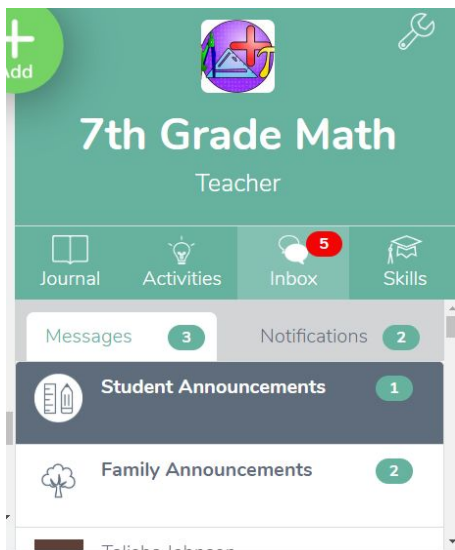 Add
7th Grade Math
Teacher
Journal Activities Inbox 5 Skills
Messages 3 Notifications 2
Student Announcements 1
Family Announcements 2
Johnson